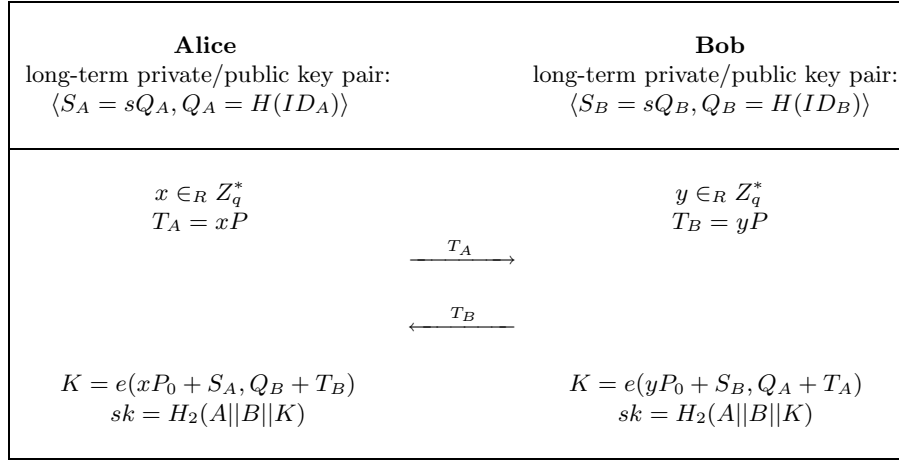 Alice Bob
long-term private/public key pair: long-term private/public key pair:
⟨S_A = sQ_A, Q_A = H(ID_A)⟩ ⟨S_B = sQ_B, Q_B = H(ID_B)⟩
x ∈_R Z_q^* y ∈_R Z_q^*
T_A = xP T_B = yP
T_A
T_B
K = e(xP_0 + S_A, Q_B + T_B) K = e(yP_0 + S_B, Q_A + T_A)
sk = H_2(A||B||K) sk = H_2(A||B||K)